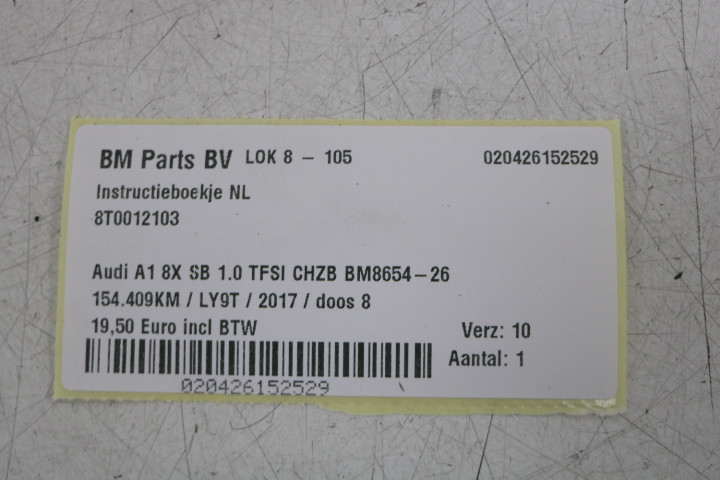 BM Parts BV LOK 8 - 105 020426152529
Instructieboekje NL
8T0012103
Audi A1 8X SB 1.0 TFSI CHZB BM8654-26
154.409KM / LY9T / 2017 / doos 8
19,50 Euro incl BTW Verz: 10
Aantal: 1
020426152529